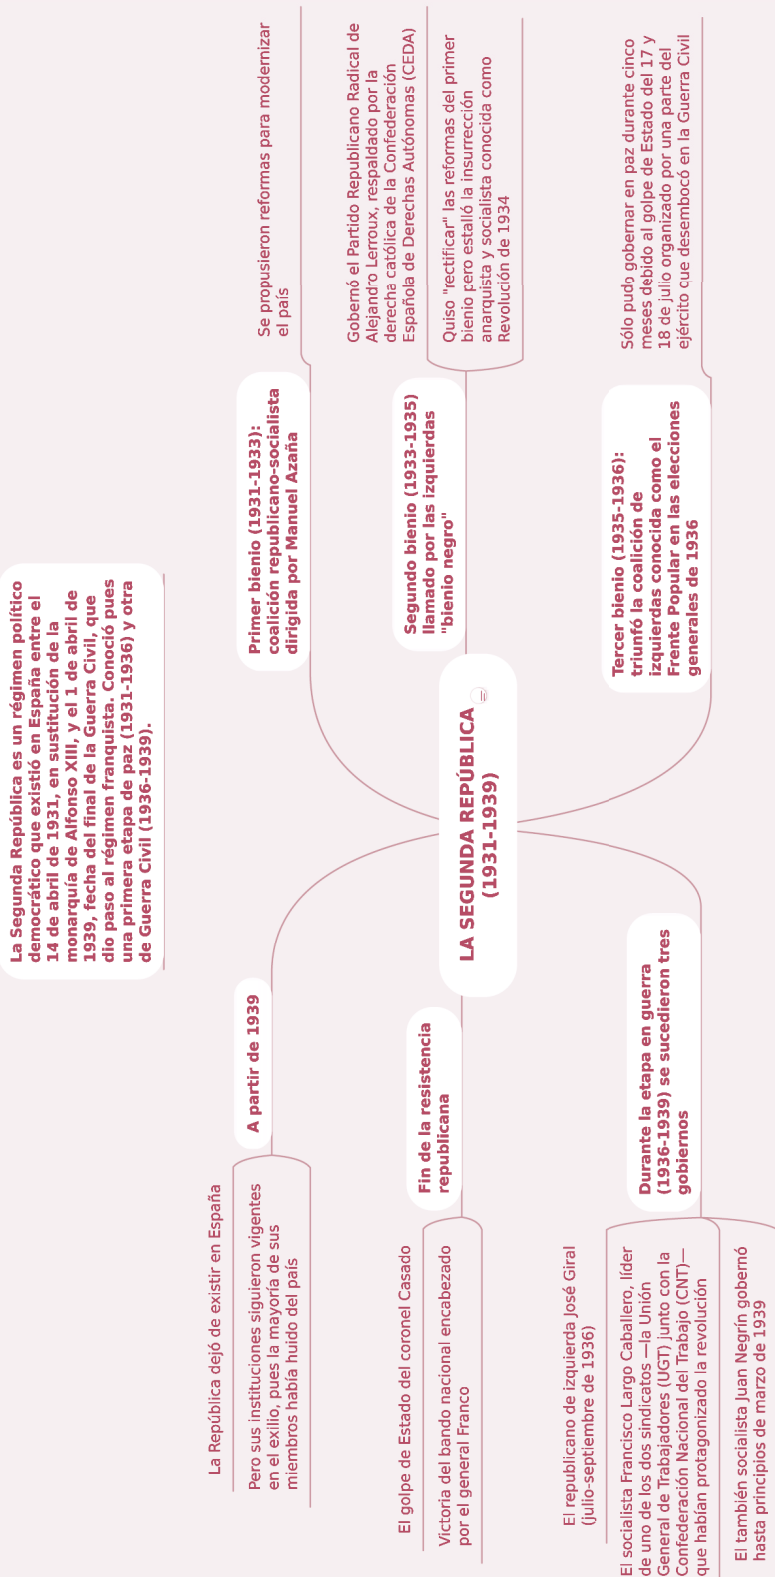 La Segunda República es un régimen político
democrático que existió en España entre el
14 de abril de 1931, en sustitución de la
monarquía de Alfonso XIII, y el 1 de abril de
1939, fecha del final de la Guerra Civil, que
dio paso al régimen franquista. Conoció pues
una primera etapa de paz (1931-1936) y otra
de Guerra Civil (1936-1939).
LA SEGUNDA REPÚBLICA
(1931-1939)
Primer bienio (1931-1933):
coalición republicano-socialista
dirigida por Manuel Azaña
Se propusieron reformas para modernizar
el país
Segundo bienio (1933-1935)
llamado por las izquierdas
"bienio negro"
Gobernó el Partido Republicano Radical de
Alejandro Lerroux, respaldado por la
derecha católica de la Confederación
Española de Derechas Autónomas (CEDA)
Quiso "rectificar" las reformas del primer
bienio pero estalló la insurrección
anarquista y socialista conocida como
Revolución de 1934
Tercer bienio (1935-1936):
triunfó la coalición de
izquierdas conocida como el
Frente Popular en las elecciones
generales de 1936
Sólo pudo gobernar en paz durante cinco
meses debido al golpe de Estado del 17 y
18 de julio organizado por una parte del
ejército que desembocó en la Guerra Civil
A partir de 1939
La República dejó de existir en España
Pero sus instituciones siguieron vigentes
en el exilio, pues la mayoría de sus
miembros había huido del país
Fin de la resistencia
republicana
El golpe de Estado del coronel Casado
Victoria del bando nacional encabezado
por el general Franco
Durante la etapa en guerra
(1936-1939) se sucedieron tres
gobiernos
El republicano de izquierda José Giral
(julio-septiembre de 1936)
El socialista Francisco Largo Caballero, líder
de uno de los dos sindicatos —la Unión
General de Trabajadores (UGT) junto con la
Confederación Nacional del Trabajo (CNT)—
que habían protagonizado la revolución
El también socialista Juan Negrín gobernó
hasta principios de marzo de 1939